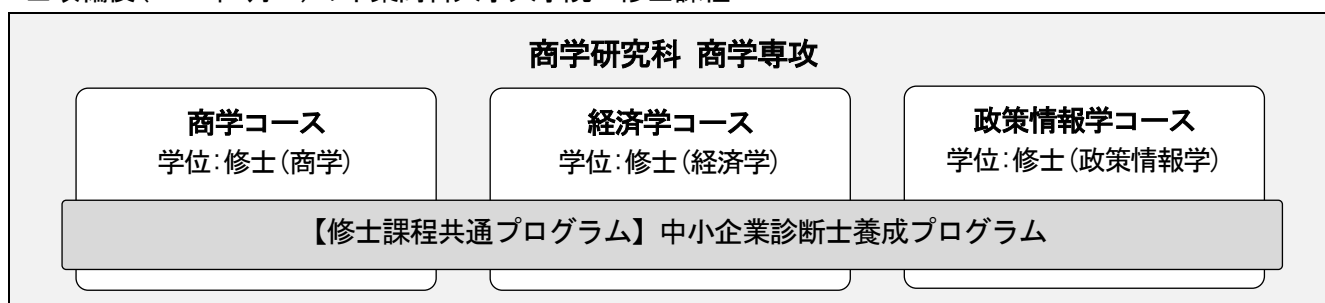 商学研究科 商学専攻
商学コース
学位:修士(商学)
経済学コース
学位:修士(経済学)
政策情報学コース
学位:修士(政策情報学)
【修士課程共通プログラム】中小企業診断士養成プログラム